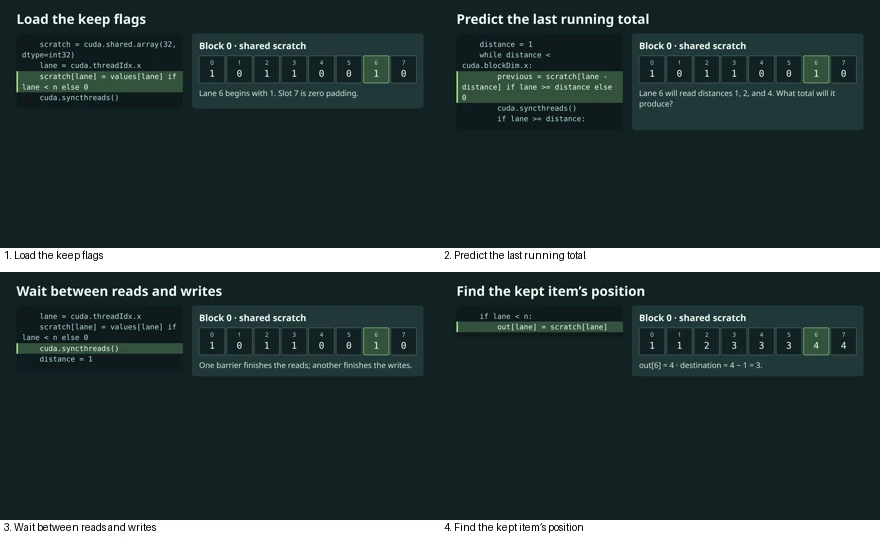 Load the keep flags
scratch = cuda.shared.array(32,
dtype=int32)
lane = cuda.threadIdx.x
scratch[lane] = values[lane] if
lane < n else 0
cuda.syncthreads()
Block 0 · shared scratch
0 1 2 3 4 5 6 7
1 0 1 1 0 0 1 0
Lane 6 begins with 1. Slot 7 is zero padding.
1. Load the keep flags
Predict the last running total
distance = 1
while distance <
cuda.blockDim.x:
previous = scratch[lane -
distance] if lane >= distance else
0
cuda.syncthreads()
if lane >= distance:
Block 0 · shared scratch
0 1 2 3 4 5 6 7
1 0 1 1 0 0 1 0
Lane 6 will read distances 1, 2, and 4. What total will it
produce?
2. Predict the last running total
Wait between reads and writes
lane = cuda.threadIdx.x
scratch[lane] = values[lane] if
lane < n else 0
cuda.syncthreads()
distance = 1
Block 0 · shared scratch
0 1 2 3 4 5 6 7
1 0 1 1 0 0 1 0
One barrier finishes the reads; another finishes the writes.
3. Wait between reads and writes
Find the kept item’s position
if lane < n:
out[lane] = scratch[lane]
Block 0 · shared scratch
0 1 2 3 4 5 6 7
1 1 2 3 3 3 4 4
out[6] = 4 · destination = 4 − 1 = 3.
4. Find the kept item’s position